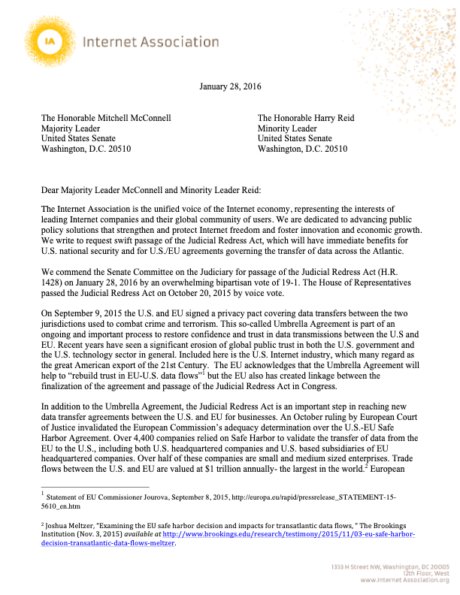 IA Internet Association
January 28, 2016
The Honorable Mitchell McConnell
Majority Leader
United States Senate
Washington, D.C. 20510
The Honorable Harry Reid
Minority Leader
United States Senate
Washington, D.C. 20510
Dear Majority Leader McConnell and Minority Leader Reid:
The Internet Association is the unified voice of the Internet economy, representing the interests of
leading Internet companies and their global community of users. We are dedicated to advancing public
policy solutions that strengthen and protect Internet freedom and foster innovation and economic growth.
We write to request swift passage of the Judicial Redress Act, which will have immediate benefits for
U.S. national security and for U.S./EU agreements governing the transfer of data across the Atlantic.
We commend the Senate Committee on the Judiciary for passage of the Judicial Redress Act (H.R.
1428) on January 28, 2016 by an overwhelming bipartisan vote of 19-1. The House of Representatives
passed the Judicial Redress Act on October 20, 2015 by voice vote.
On September 9, 2015 the U.S. and EU signed a privacy pact covering data transfers between the two
jurisdictions used to combat crime and terrorism. This so-called Umbrella Agreement is part of an
ongoing and important process to restore confidence and trust in data transmissions between the U.S and
EU. Recent years have seen a significant erosion of global public trust in both the U.S. government and
the U.S. technology sector in general. Included here is the U.S. Internet industry, which many regard as
the great American export of the 21st Century. The EU acknowledges that the Umbrella Agreement will
help to “rebuild trust in EU-U.S. data flows”1 but the EU also has created linkage between the
finalization of the agreement and passage of the Judicial Redress Act in Congress.
In addition to the Umbrella Agreement, the Judicial Redress Act is an important step in reaching new
data transfer agreements between the U.S. and EU for businesses. An October ruling by European Court
of Justice invalidated the European Commission’s adequacy determination over the U.S.-EU Safe
Harbor Agreement. Over 4,400 companies relied on Safe Harbor to validate the transfer of data from the
EU to the U.S., including both U.S. headquartered companies and U.S. based subsidiaries of EU
headquartered companies. Over half of these companies are small and medium sized enterprises. Trade
flows between the U.S. and EU are valued at $1 trillion annually- the largest in the world.2 European
1 Statement of EU Commissioner Jourova, September 8, 2015, http://europa.eu/rapid/pressrelease_STATEMENT-15-
5610_en.htm
2 Joshua Meltzer, "Examining the EU safe harbor decision and impacts for transatlantic data flows, " The Brookings
Institution (Nov. 3, 2015) available at http://www.brookings.edu/research/testimony/2015/11/03-eu-safe-harbor-
decision-transatlantic-data-flows-meltzer.
1333 H Street NW, Washington, DC 20005
12th Floor, West
www.internetAssociation.org